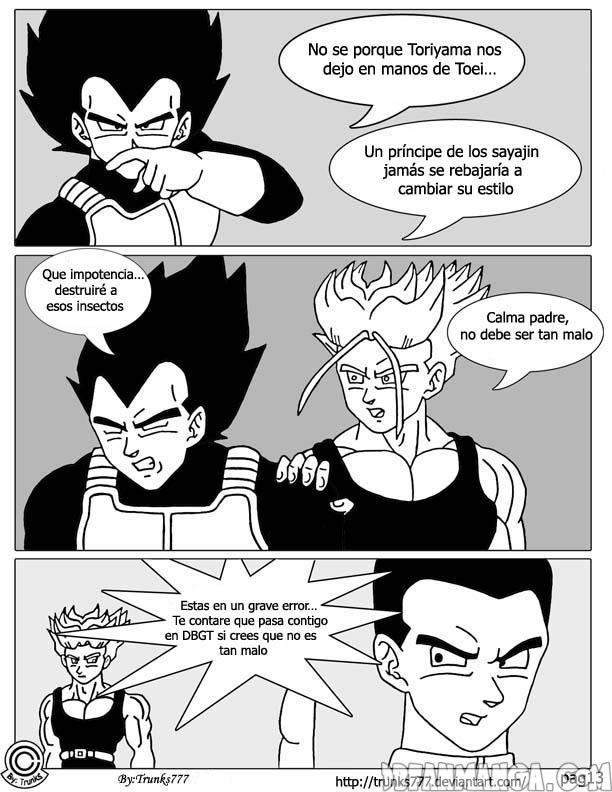 No se porque Toriyama nos
dejo en manos de Toei...
Un príncipe de los sayajin
jamás se rebajaría a
cambiar su estilo
Que impotencia...
destruiré a
esos insectos
Calma padre,
no debe ser tan malo
Estas en un grave error...
Te contare que pasa contigo
en DBGT si crees que no es
tan malo
By: Trunks
By:Trunks777
http://trunks777.deviantart.com/
pag13